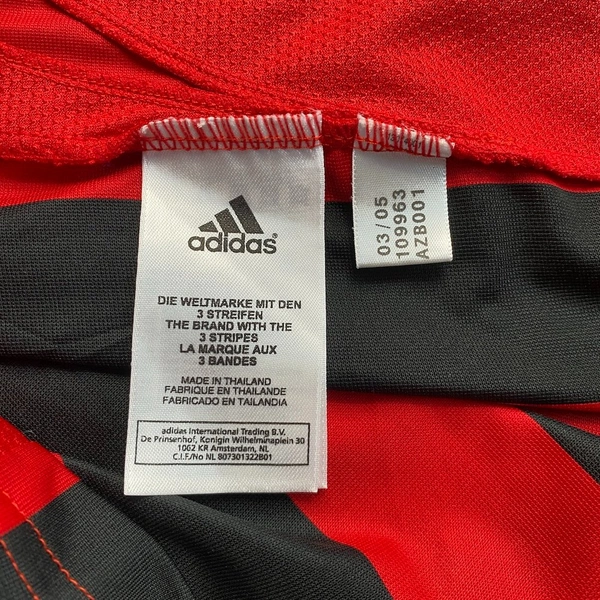 adidas
DIE WELTMARKE MIT DEN
3 STREIFEN
THE BRAND WITH THE
3 STRIPES
LA MARQUE AUX
3 BANDES
MADE IN THAILAND
FABRIQUE EN THAILANDE
FABRICADO EN TAILANDIA
adidas International Trading B.V.
De Prinsenhof, Konigin Wilhelminaplein 30
1062 KR Amsterdam, NL
C.I.F./No NL 807301322B01
03/05
109963
AZB001